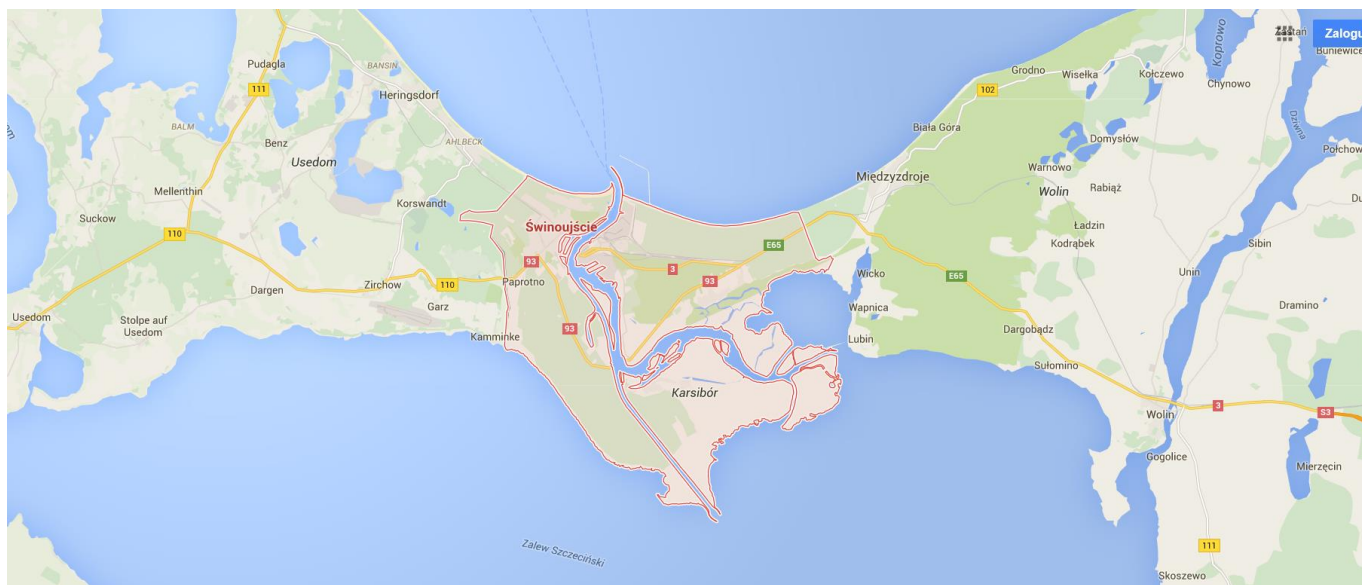 Pudagla
111
BANSIN
Heringsdorf
BALM
Benz
Usedom
AHLBECK
Mellenthin
Suckow
Korswandt
110
Zirchow
110
Dargen
Garz
Usedom
Stolpe auf
Usedom
Kamminke
Świnoujście
93
Paprotno
93
3
93
E65
Karsibór
Zalew Szczeciński
Międzyzdroje
Biała Góra
102
Grodno
Wisełka
Kołczewo
Koprowo
Chynowo
Zastań
Zalogu
Buniewice
Dziwna
Domysłów
Warnowo
Wolin
Rabiąż
Ładzin
Kodrąbek
Połchow
Sibin
Unin
Wicko
E65
Wapnica
Lubin
Dargobądz
Sułomino
Dramino
Wolin
3
S3
Gogolice
Mierzęcin
111
Skoszewo